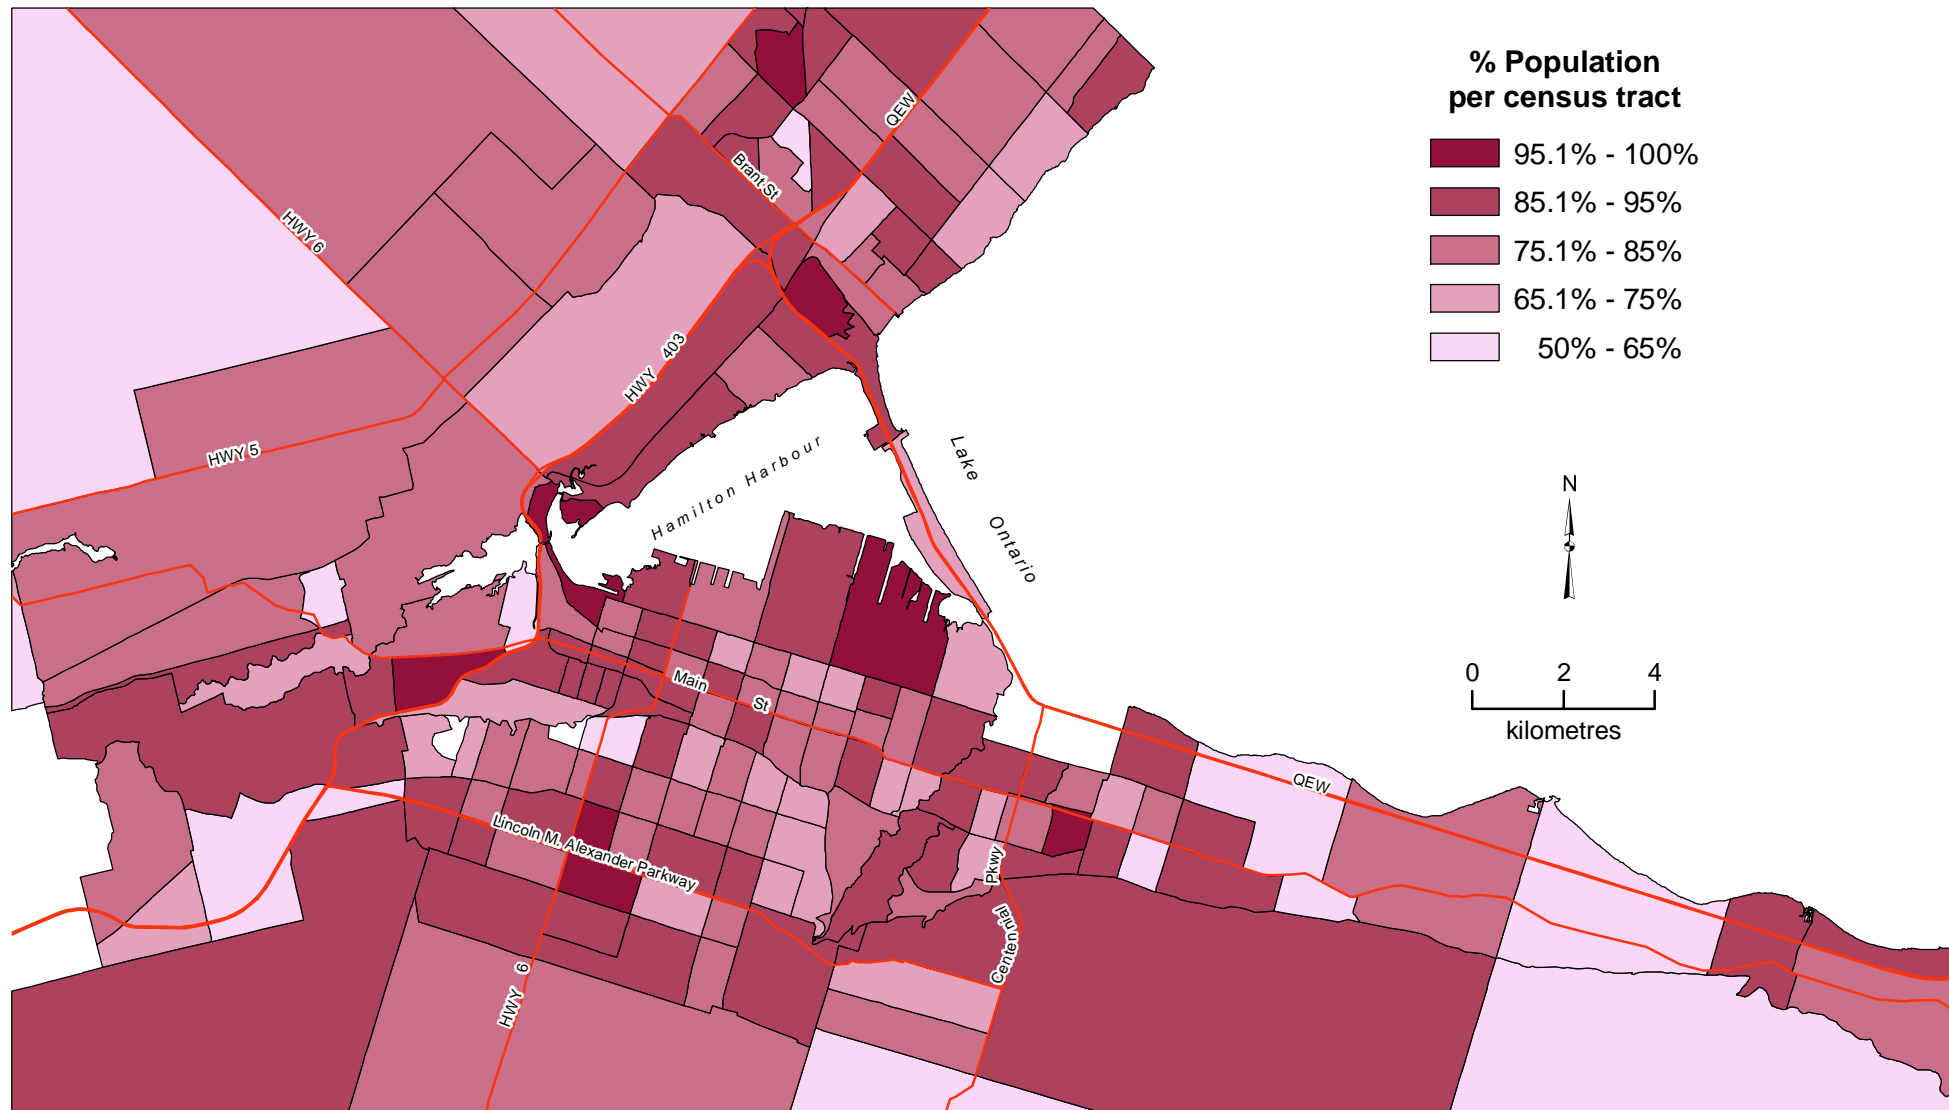 % Population
per census tract
95.1% - 100%
85.1% - 95%
75.1% - 85%
65.1% - 75%
50% - 65%
QEW
Brant St
HWY 6
HWY 403
HWY 5
Hamilton Harbour
Lake
Ontario
N
0 2 4
kilometres
Main
St
QEW
Lincoln M. Alexander Parkway
Pkwy
Centennial
HWY 6